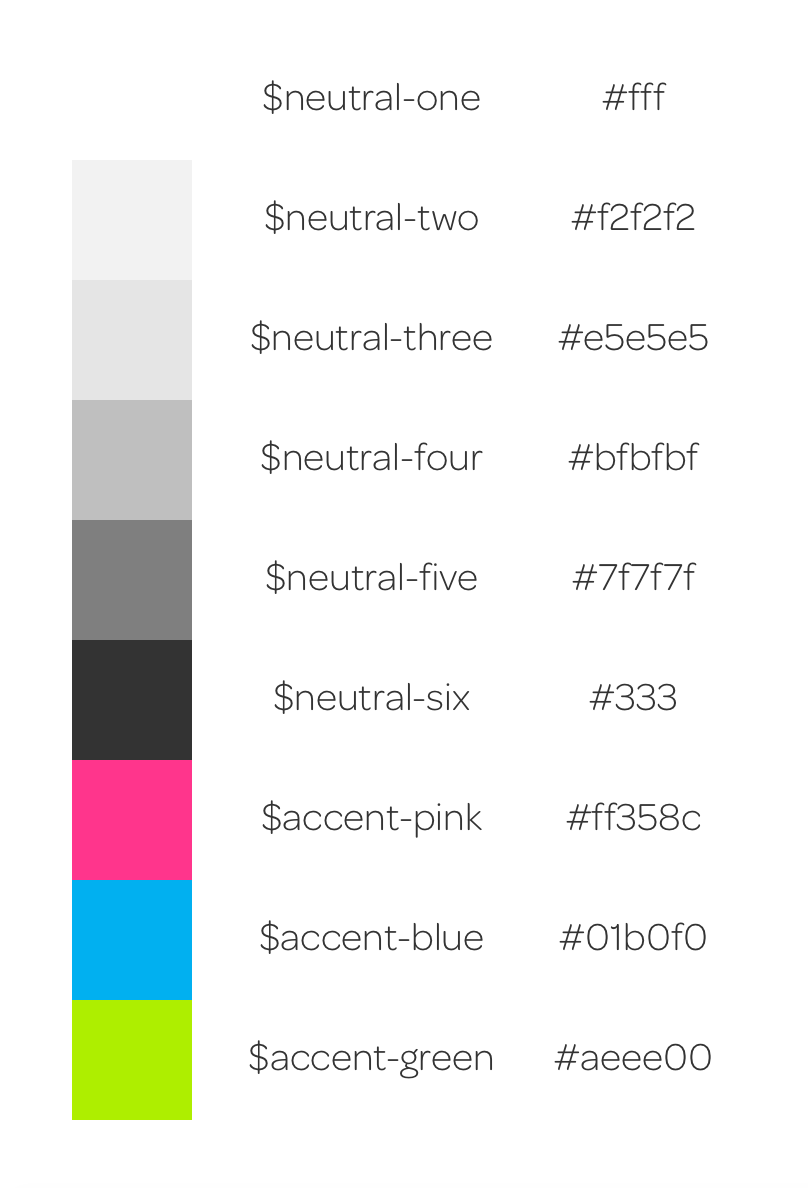 $neutral-one #fff
$neutral-two #f2f2f2
$neutral-three #e5e5e5
$neutral-four #bfbfbf
$neutral-five #7f7f7f
$neutral-six #333
$accent-pink #ff358c
$accent-blue #01b0f0
$accent-green #aeee00